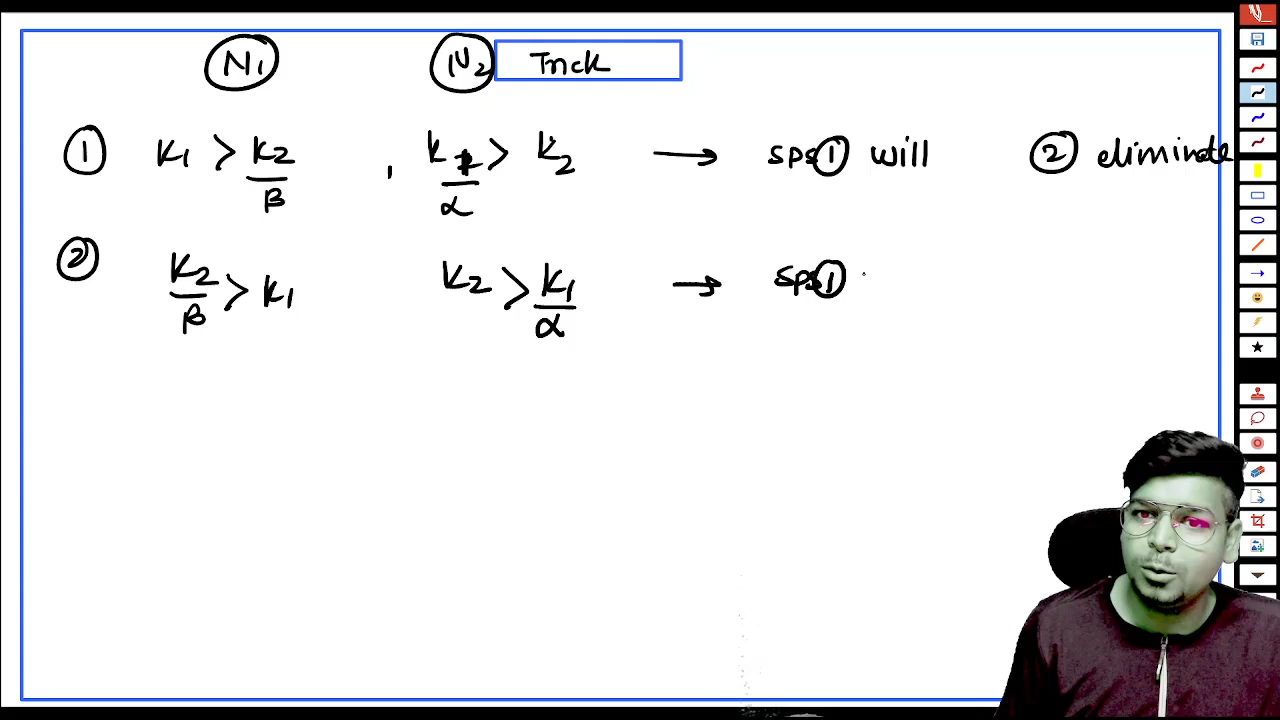 N₁ N₂ Trick
① K₁ > K₂/β , K₁/α > K₂ → sps ① will ② eliminate
② K₂/β > K₁ K₂ > K₁/α → sps ①